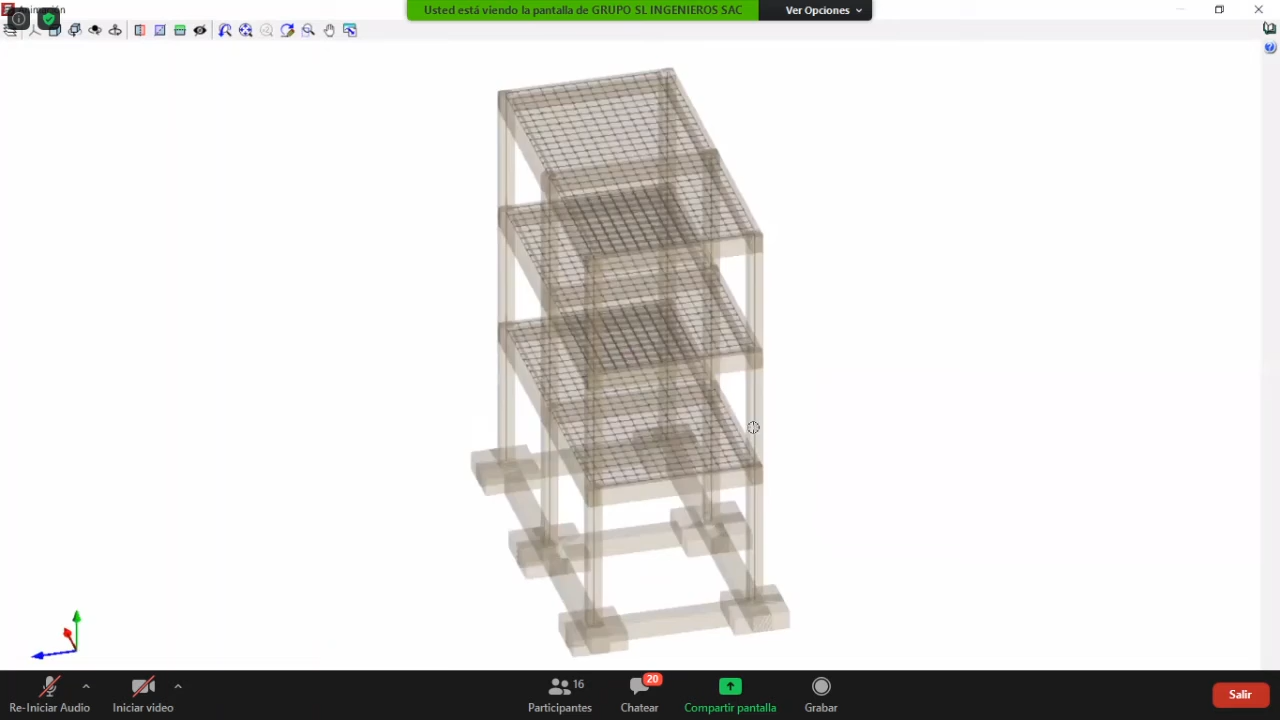 Animación
Usted está viendo la pantalla de GRUPO SL INGENIEROS SAC
Ver Opciones
16
20
Re-Iniciar Audio
Iniciar video
Participantes
Chatear
Compartir pantalla
Grabar
Salir